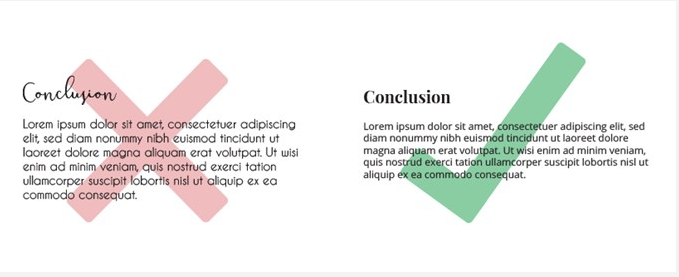 Conclusion
Lorem ipsum dolor sit amet, consectetuer adipiscing
elit, sed diam nonummy nibh euismod tincidunt ut
laoreet dolore magna aliquam erat volutpat. Ut wisi
enim ad minim veniam, quis nostrud exerci tation
ullamcorper suscipit lobortis nisl ut aliquip ex ea
commodo consequat.
Conclusion
Lorem ipsum dolor sit amet, consectetuer adipiscing elit, sed
diam nonummy nibh euismod tincidunt ut laoreet dolore
magna aliquam erat volutpat. Ut wisi enim ad minim veniam,
quis nostrud exerci tation ullamcorper suscipit lobortis nisl ut
aliquip ex ea commodo consequat.